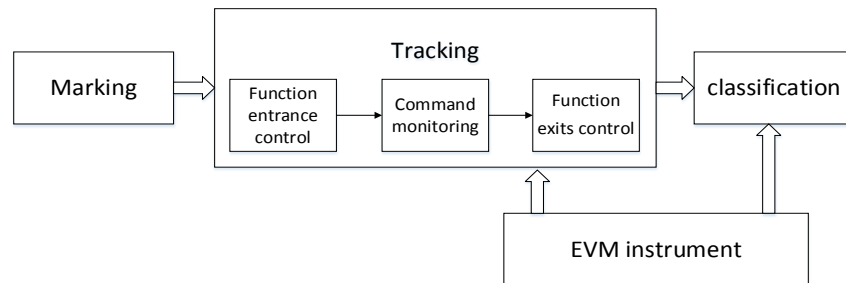 Tracking
Marking
Function
entrance
control
Command
monitoring
Function
exits control
classification
EVM instrument